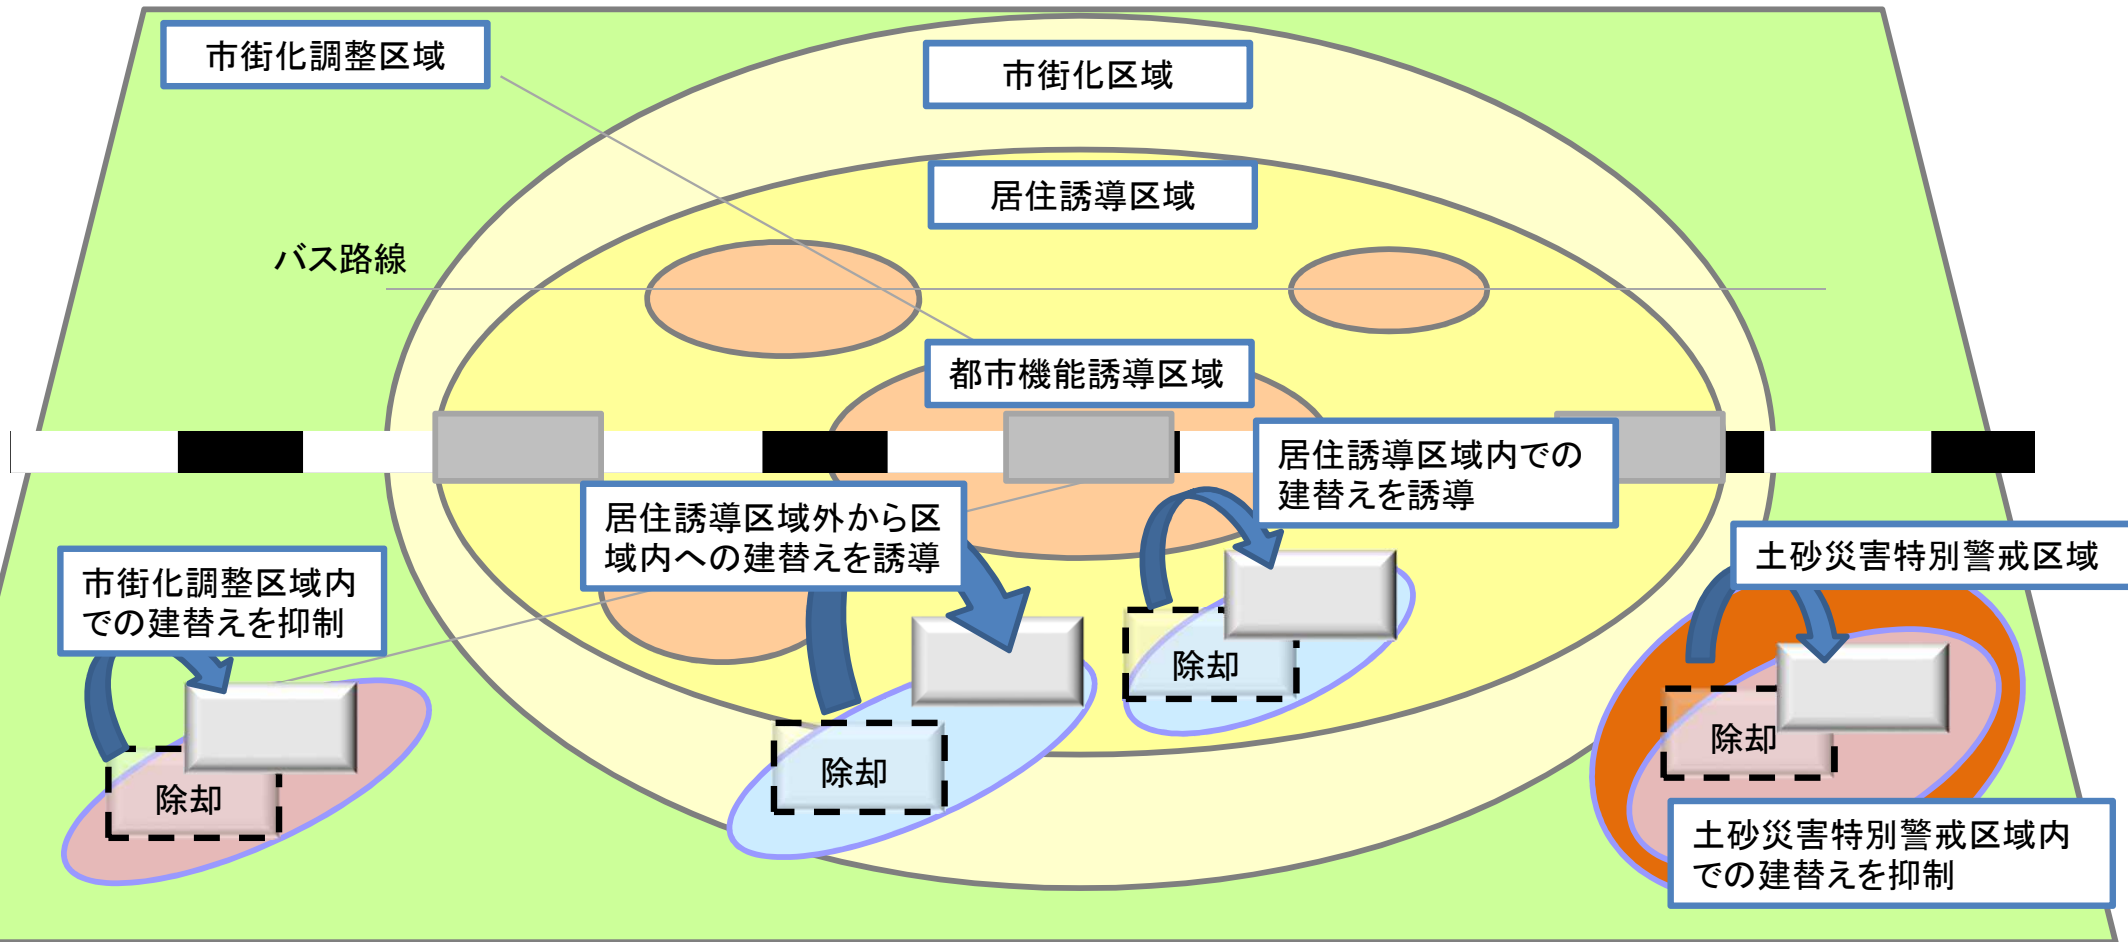 市街化調整区域
市街化区域
居住誘導区域
バス路線
都市機能誘導区域
居住誘導区域内での
建替えを誘導
居住誘導区域外から区
域内への建替えを誘導
土砂災害特別警戒区域
市街化調整区域内
での建替えを抑制
除却
除却
除却
除却
土砂災害特別警戒区域内
での建替えを抑制